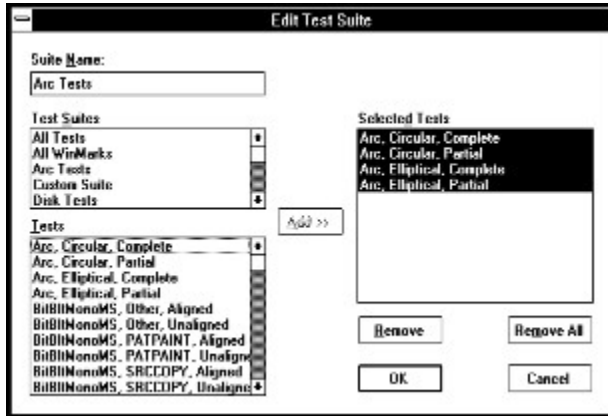 Edit Test Suite
Suite Name:
Arc Tests
Test Suites
All Tests
All WinMarks
Arc Tests
Custom Suite
Disk Tests
Tests
Arc, Circular, Complete
Arc, Circular, Partial
Arc, Elliptical, Complete
Arc, Elliptical, Partial
BitBltMonoMS, Other, Aligned
BitBltMonoMS, Other, Unaligned
BitBltMonoMS, PATPAINT, Aligned
BitBltMonoMS, PATPAINT, Unaligne
BitBltMonoMS, SRCCOPY, Aligned
BitBltMonoMS, SRCCOPY, Unaligne
Add >>
Selected Tests
Arc, Circular, Complete
Arc, Circular, Partial
Arc, Elliptical, Complete
Arc, Elliptical, Partial
Remove
Remove All
OK
Cancel